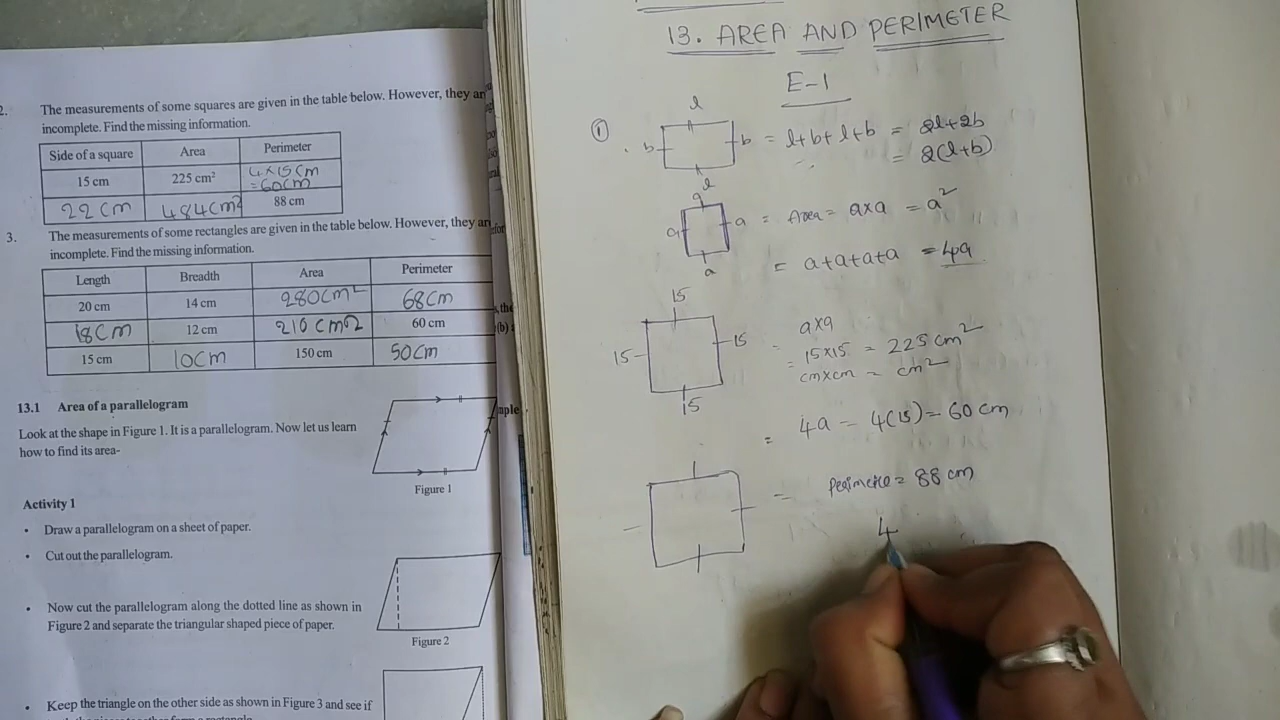 2. The measurements of some squares are given in the table below. However, they ar
incomplete. Find the missing information.
Side of a square Area Perimeter
15 cm 225 cm² 4×15cm
=60cm
22cm 484cm² 88 cm
3. The measurements of some rectangles are given in the table below. However, they ar
incomplete. Find the missing information.
Length Breadth Area Perimeter
20 cm 14 cm 280cm² 68cm
18cm 12 cm 216cm2 60 cm
15 cm 10cm 150 cm 50cm
13.1 Area of a parallelogram
Look at the shape in Figure 1. It is a parallelogram. Now let us learn
how to find its area-
Figure 1
Activity 1
• Draw a parallelogram on a sheet of paper.
• Cut out the parallelogram.
• Now cut the parallelogram along the dotted line as shown in
Figure 2 and separate the triangular shaped piece of paper.
Figure 2
• Keep the triangle on the other side as shown in Figure 3 and see if
13. AREA AND PERIMETER
E-1
①
l
b b = l+b+l+b = 2l+2b
l = 2(l+b)
a
a a = Area = a×a = a²
a = a+a+a+a = 4a
15
15 15 = a×a
= 15×15 = 225 cm²
cm×cm = cm²
15
= 4a = 4(15) = 60 cm
= = 88 cm
4